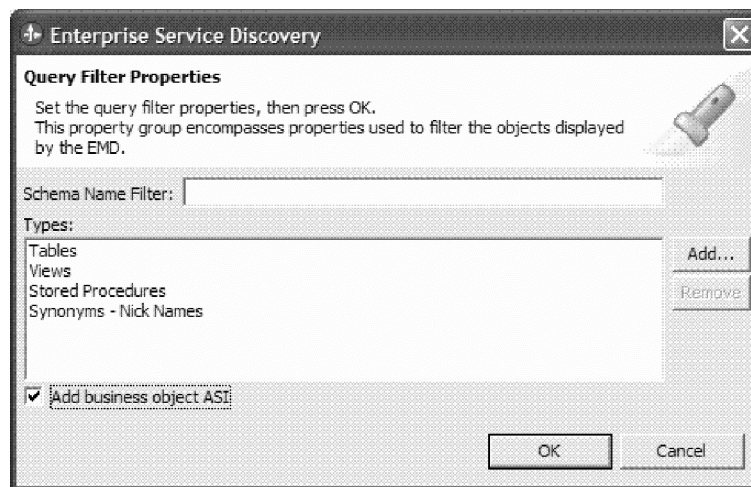 Enterprise Service Discovery
Query Filter Properties
Set the query filter properties, then press OK.
This property group encompasses properties used to filter the objects displayed
by the EMD.
Schema Name Filter:
Types:
Tables
Views
Stored Procedures
Synonyms - Nick Names
Add...
Remove
Add business object ASI
OK
Cancel